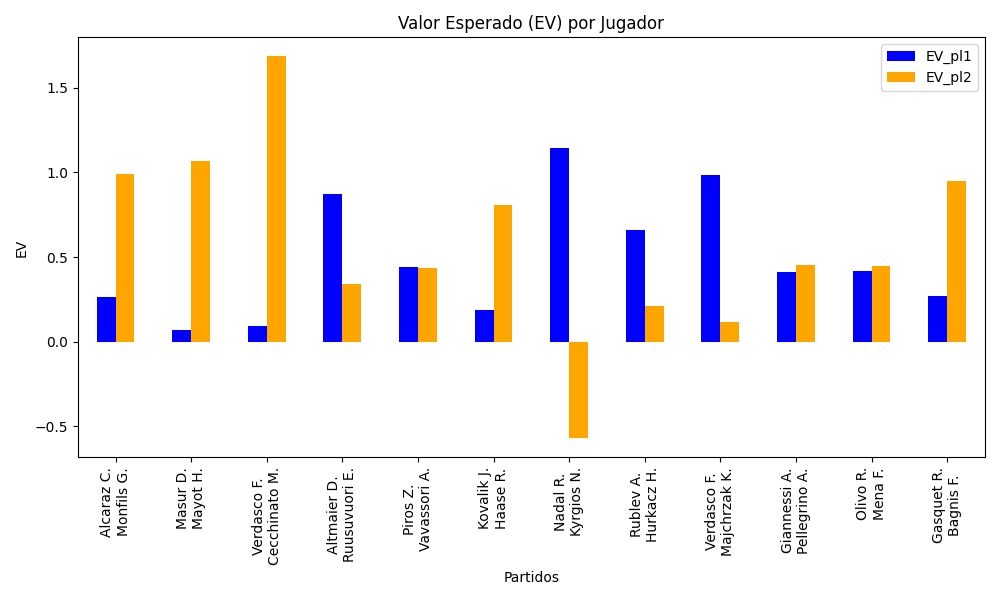 Valor Esperado (EV) por Jugador
EV_pl1
EV_pl2
EV
1.5
1.0
0.5
0.0
−0.5
Alcaraz C.
Monfils G.
Masur D.
Mayot H.
Verdasco F.
Cecchinato M.
Altmaier D.
Ruusuvuori E.
Piros Z.
Vavassori A.
Kovalik J.
Haase R.
Nadal R.
Kyrgios N.
Rublev A.
Hurkacz H.
Verdasco F.
Majchrzak K.
Giannessi A.
Pellegrino A.
Olivo R.
Mena F.
Gasquet R.
Bagnis F.
Partidos